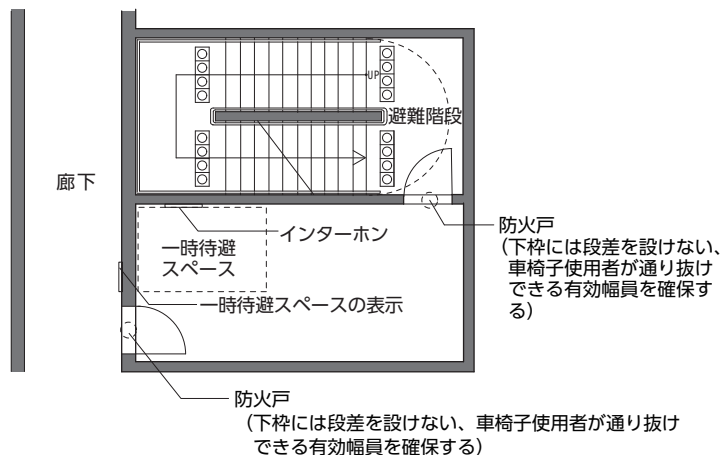 UP
避難階段
廊下
インターホン
一時待避
スペース
防火戸
（下枠には段差を設けない、
車椅子使用者が通り抜け
できる有効幅員を確保す
る）
一時待避スペースの表示
防火戸
（下枠には段差を設けない、車椅子使用者が通り抜け
できる有効幅員を確保する）